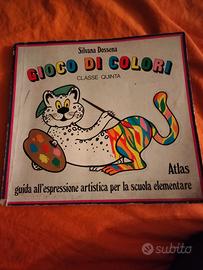 Silvana Dossena
GIOCO DI COLORI
CLASSE QUINTA
Atlas
guida all'espressione artistica per la scuola elementare
subito